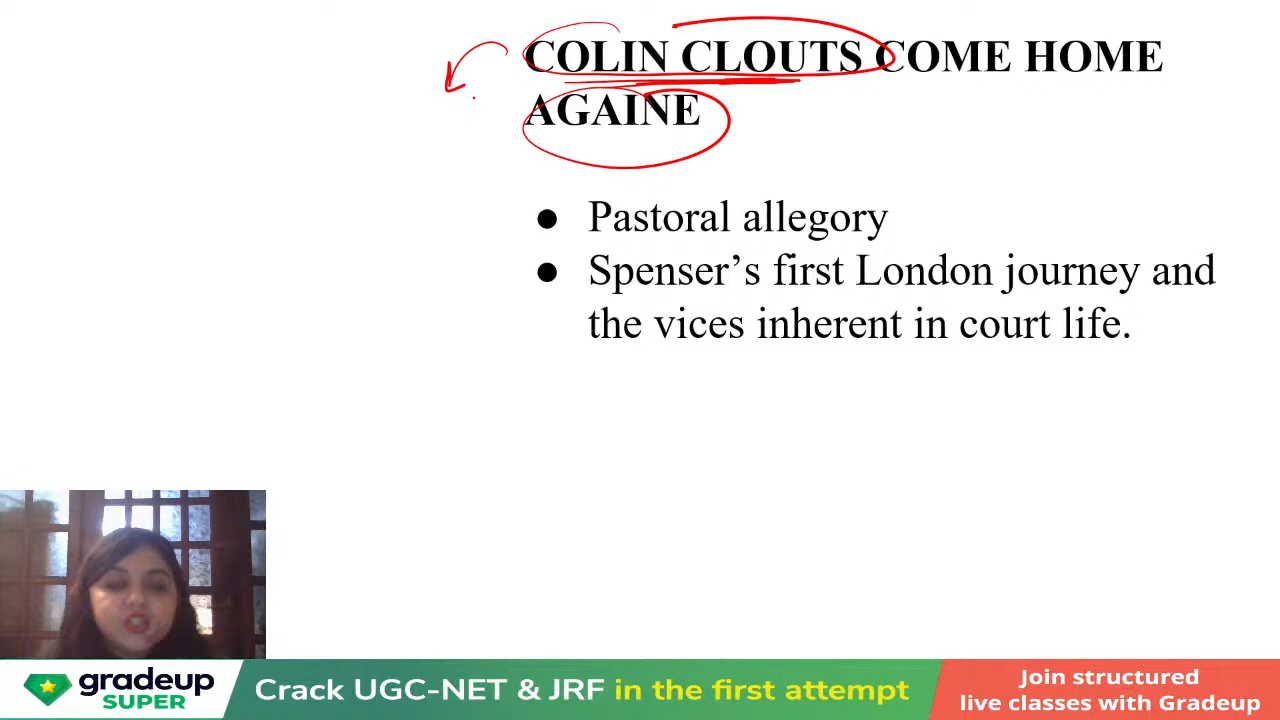 COLIN CLOUTS COME HOME
AGAINE
● Pastoral allegory
● Spenser’s first London journey and
the vices inherent in court life.
gradeup
SUPER
Crack UGC-NET & JRF in the first attempt
Join structured
live classes with Gradeup